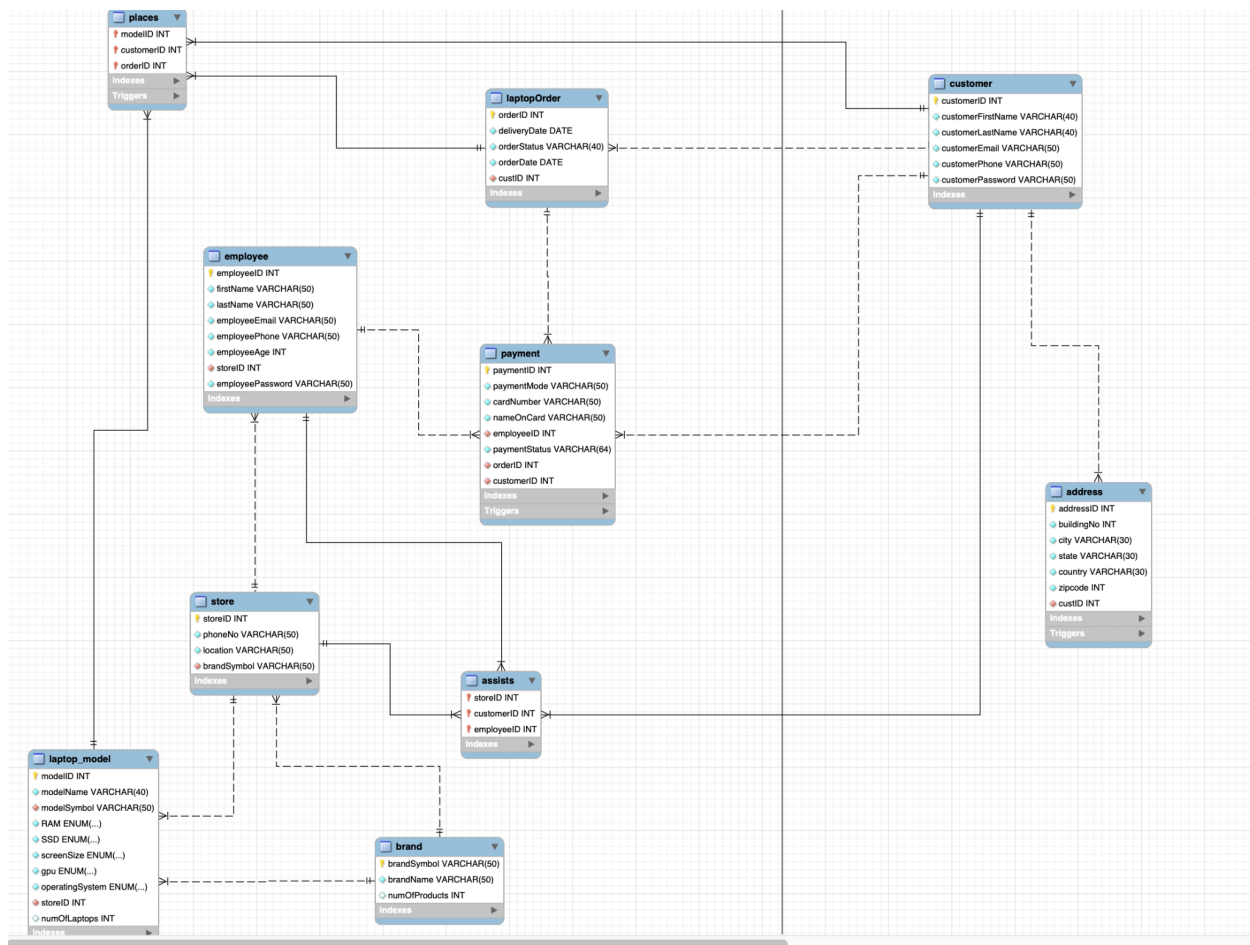 places
modelID INT
customerID INT
orderID INT
Indexes
Triggers
laptopOrder
orderID INT
deliveryDate DATE
orderStatus VARCHAR(40)
orderDate DATE
custID INT
Indexes
customer
customerID INT
customerFirstName VARCHAR(40)
customerLastName VARCHAR(40)
customerEmail VARCHAR(50)
customerPhone VARCHAR(50)
customerPassword VARCHAR(50)
Indexes
employee
employeeID INT
firstName VARCHAR(50)
lastName VARCHAR(50)
employeeEmail VARCHAR(50)
employeePhone VARCHAR(50)
employeeAge INT
storeID INT
employeePassword VARCHAR(50)
Indexes
payment
paymentID INT
paymentMode VARCHAR(50)
cardNumber VARCHAR(50)
nameOnCard VARCHAR(50)
employeeID INT
paymentStatus VARCHAR(64)
orderID INT
customerID INT
Indexes
Triggers
address
addressID INT
buildingNo INT
city VARCHAR(30)
state VARCHAR(30)
country VARCHAR(30)
zipcode INT
custID INT
Indexes
Triggers
store
storeID INT
phoneNo VARCHAR(50)
location VARCHAR(50)
brandSymbol VARCHAR(50)
Indexes
assists
storeID INT
customerID INT
employeeID INT
Indexes
laptop_model
modelID INT
modelName VARCHAR(40)
modelSymbol VARCHAR(50)
RAM ENUM(...)
SSD ENUM(...)
screenSize ENUM(...)
gpu ENUM(...)
operatingSystem ENUM(...)
storeID INT
numOfLaptops INT
Indexes
brand
brandSymbol VARCHAR(50)
brandName VARCHAR(50)
numOfProducts INT
Indexes